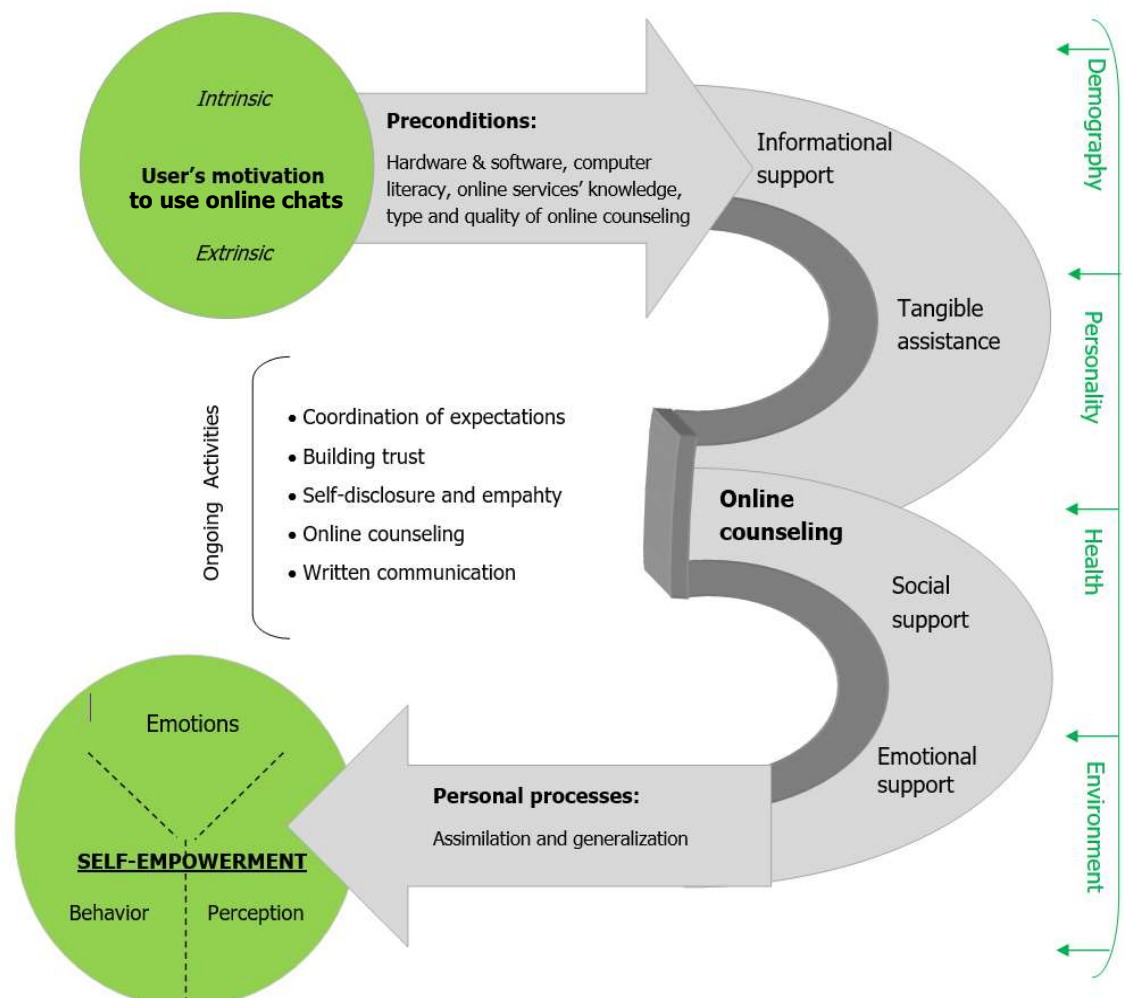 Intrinsic
User's motivation
to use online chats
Extrinsic
Preconditions:
Hardware & software, computer
literacy, online services' knowledge,
type and quality of online counseling
Informational
support
Tangible
assistance
Demography
Personality
Health
Environment
Ongoing Activities
• Coordination of expectations
• Building trust
• Self-disclosure and empahty
• Online counseling
• Written communication
Online
counseling
Social
support
Emotional
support
Personal processes:
Assimilation and generalization
Emotions
SELF-EMPOWERMENT
Behavior
Perception